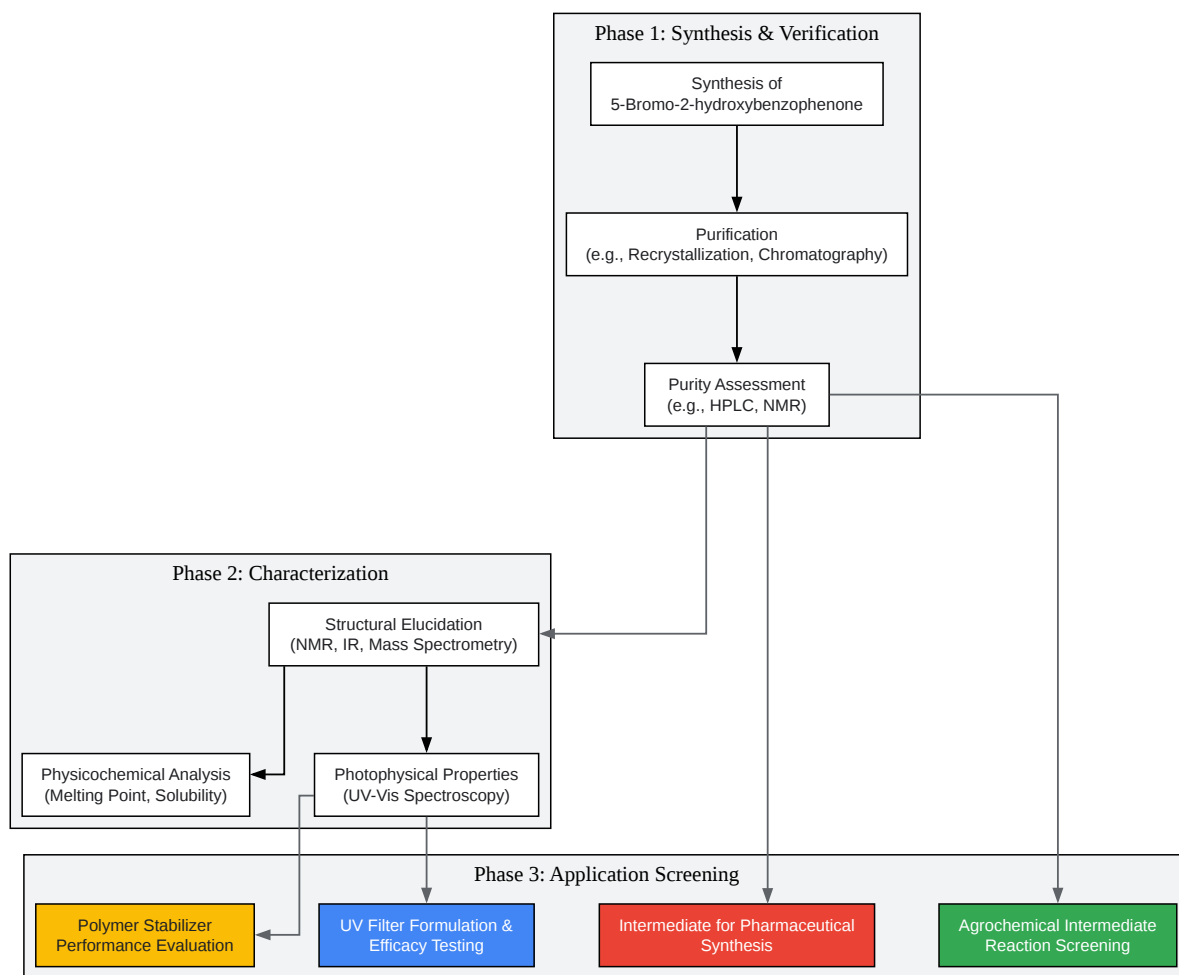 Phase 1: Synthesis & Verification
Synthesis of
5-Bromo-2-hydroxybenzophenone
Purification
(e.g., Recrystallization, Chromatography)
Purity Assessment
(e.g., HPLC, NMR)
Phase 2: Characterization
Structural Elucidation
(NMR, IR, Mass Spectrometry)
Physicochemical Analysis
(Melting Point, Solubility)
Photophysical Properties
(UV-Vis Spectroscopy)
Phase 3: Application Screening
Polymer Stabilizer
Performance Evaluation
UV Filter Formulation &
Efficacy Testing
Intermediate for Pharmaceutical
Synthesis
Agrochemical Intermediate
Reaction Screening